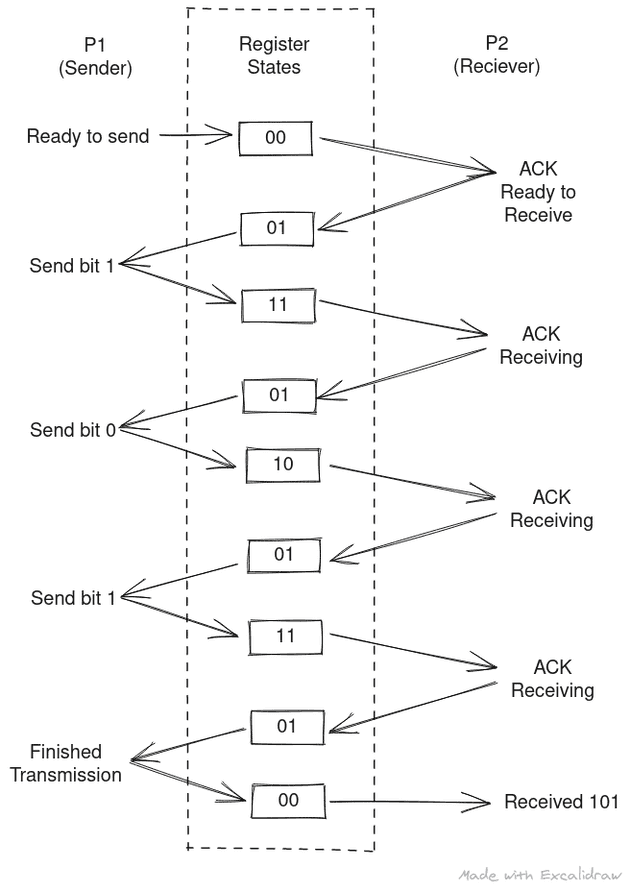 P1
(Sender)
Register
States
P2
(Reciever)
Ready to send
00
ACK
Ready to
Receive
01
Send bit 1
11
ACK
Receiving
01
Send bit 0
10
ACK
Receiving
01
Send bit 1
11
ACK
Receiving
01
Finished
Transmission
00
Received 101
Made with Excalidraw